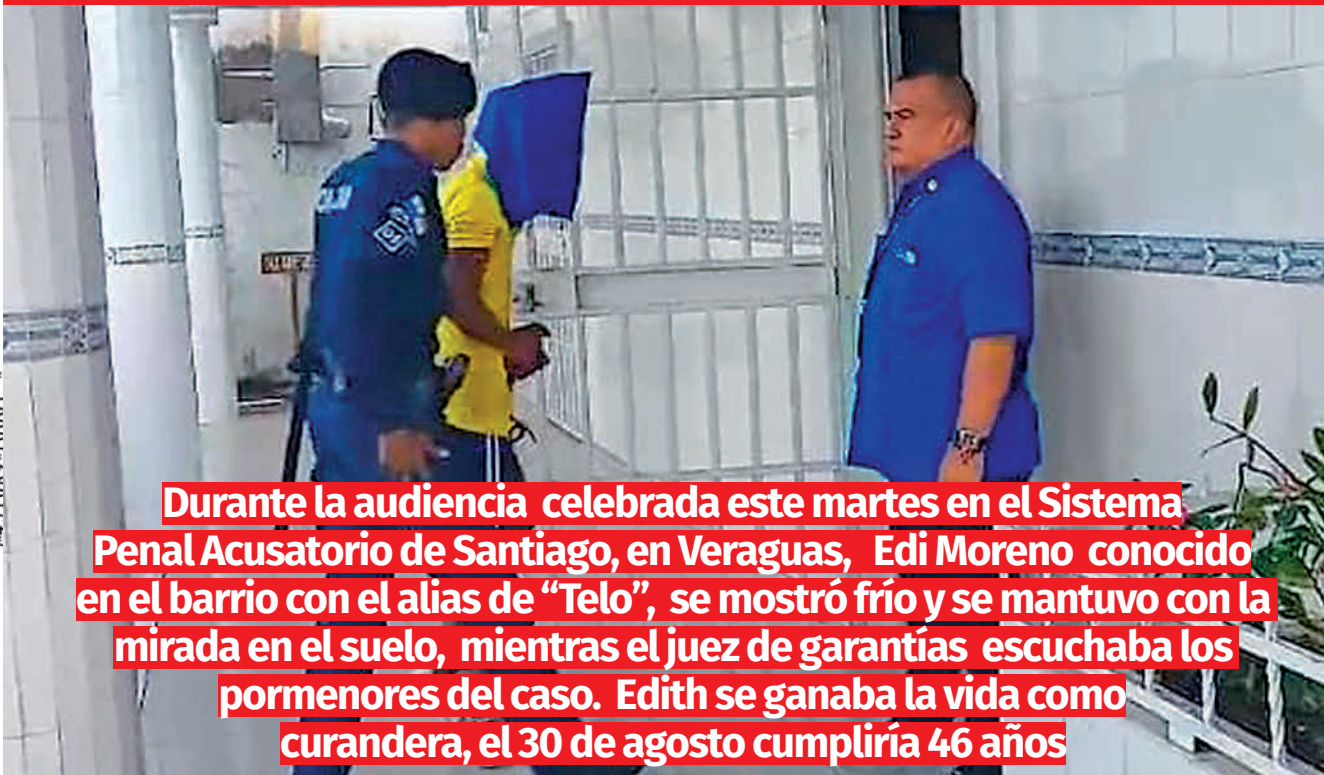 Durante la audiencia celebrada este martes en el Sistema
Penal Acusatorio de Santiago, en Veraguas, Edi Moreno conocido
en el barrio con el alias de “Telo”, se mostró frío y se mantuvo con la
mirada en el suelo, mientras el juez de garantías escuchaba los
pormenores del caso. Edith se ganaba la vida como
curandera, el 30 de agosto cumpliría 46 años